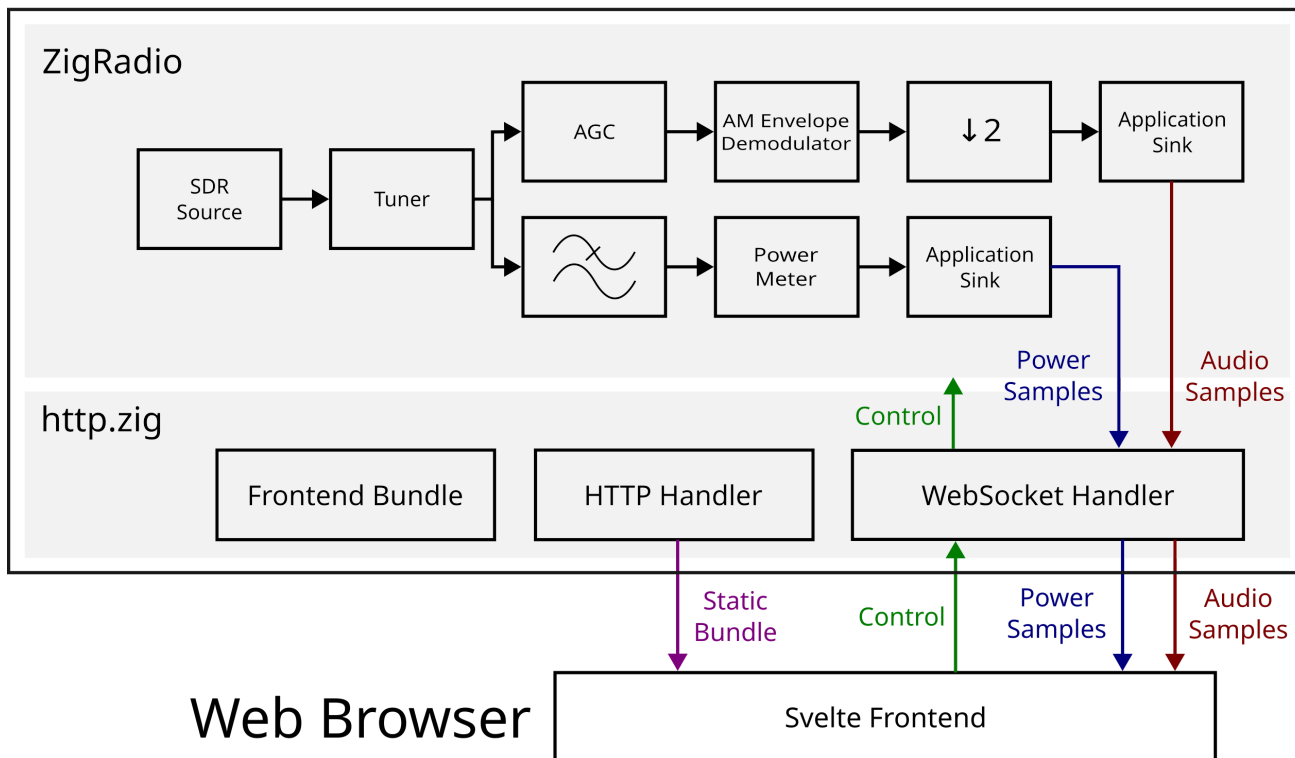 ZigRadio
AGC
AM Envelope
Demodulator
↓2
Application
Sink
SDR
Source
Tuner
Power
Meter
Application
Sink
Power
Samples
Audio
Samples
http.zig
Control
Frontend Bundle
HTTP Handler
WebSocket Handler
Static
Bundle
Control
Power
Samples
Audio
Samples
Web Browser
Svelte Frontend